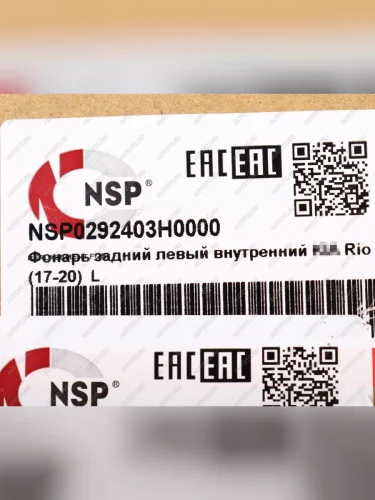 NSP®
EAC EAC
NSP0292403H0000
Фонарь задний левый внутренний Rio
(17-20) L
EAC EAC
NSP®